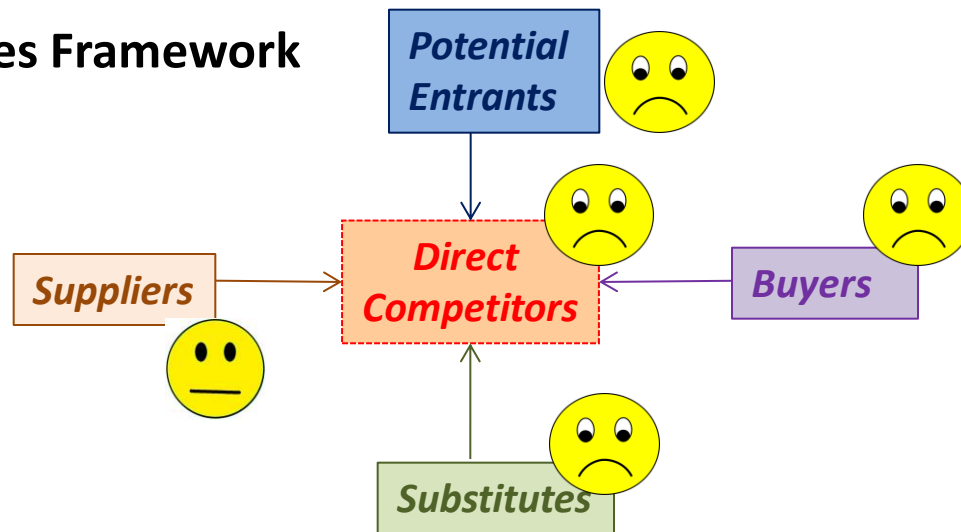 es Framework
Potential
Entrants
Direct
Competitors
Suppliers
Buyers
Substitutes